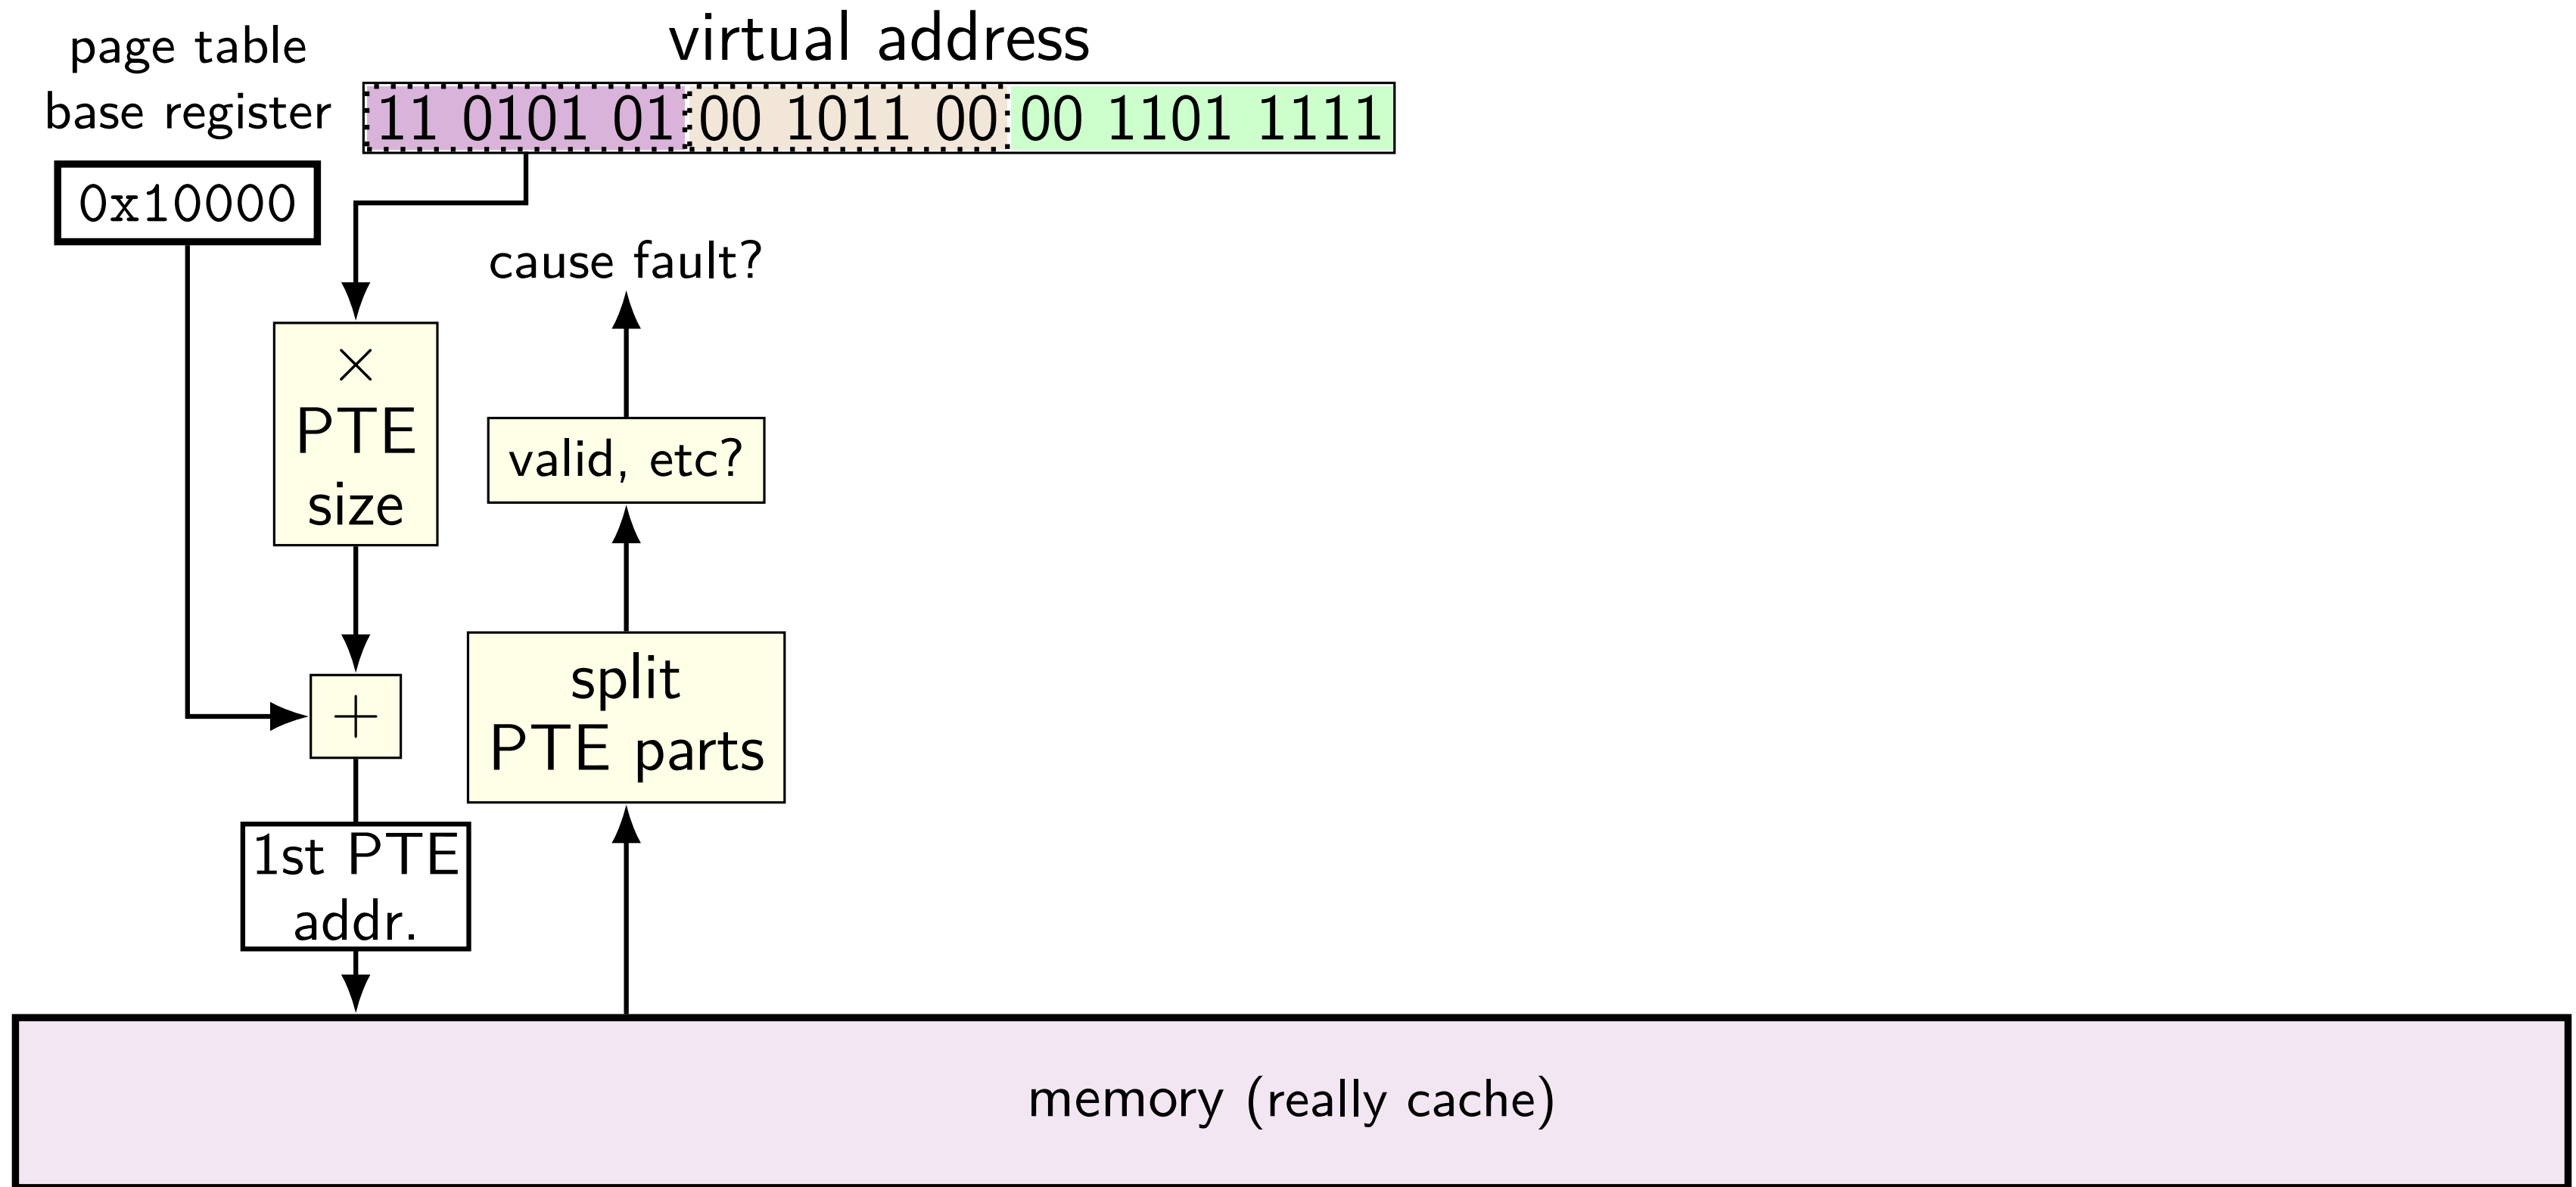 virtual address
page table
base register
11 0101 01 00 1011 00 00 1101 1111
0x10000
cause fault?
×
PTE
size
valid, etc?
split
PTE parts
+
1st PTE
addr.
memory (really cache)